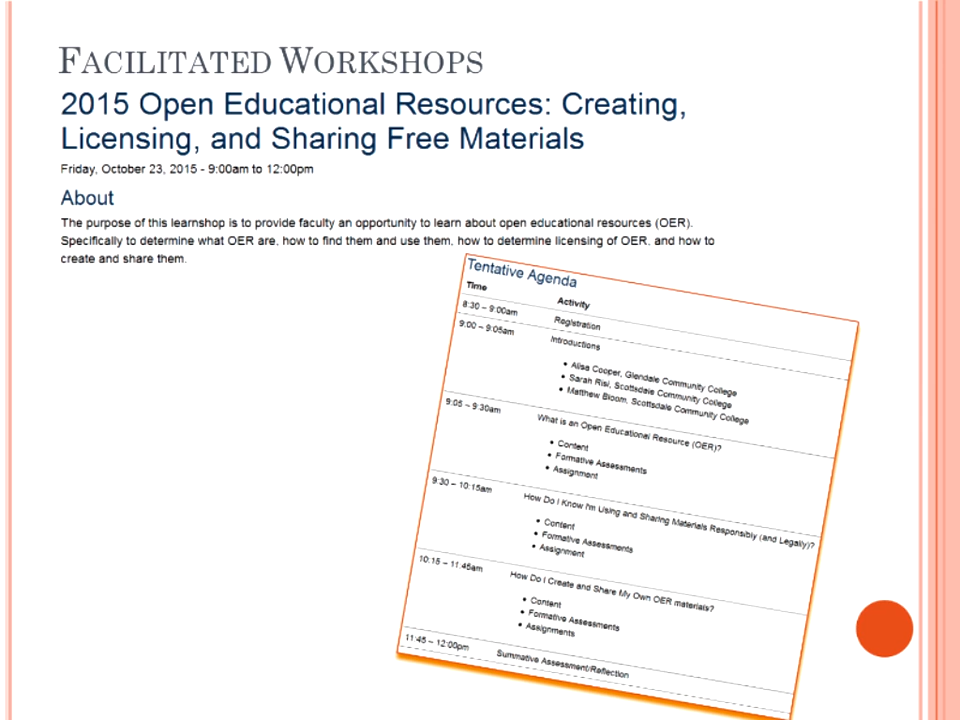 FACILITATED WORKSHOPS
2015 Open Educational Resources: Creating,
Licensing, and Sharing Free Materials
Friday, October 23, 2015 - 9:00am to 12:00pm
About
The purpose of this learnshop is to provide faculty an opportunity to learn about open educational resources (OER).
Specifically to determine what OER are, how to find them and use them, how to determine licensing of OER, and how to
create and share them.
Tentative Agenda
Time Activity
8:30 – 9:00am Registration
9:00 – 9:05am Introductions
• Alisa Cooper, Glendale Community College
• Sarah Risi, Scottsdale Community College
• Matthew Bloom, Scottsdale Community College
9:05 – 9:30am What is an Open Educational Resource (OER)?
• Content
• Formative Assessments
• Assignment
9:30 – 10:15am How Do I Know I'm Using and Sharing Materials Responsibly (and Legally)?
• Content
• Formative Assessments
• Assignment
10:15 – 11:45am How Do I Create and Share My Own OER materials?
• Content
• Formative Assessments
• Assignments
11:45 – 12:00pm Summative Assessment/Reflection